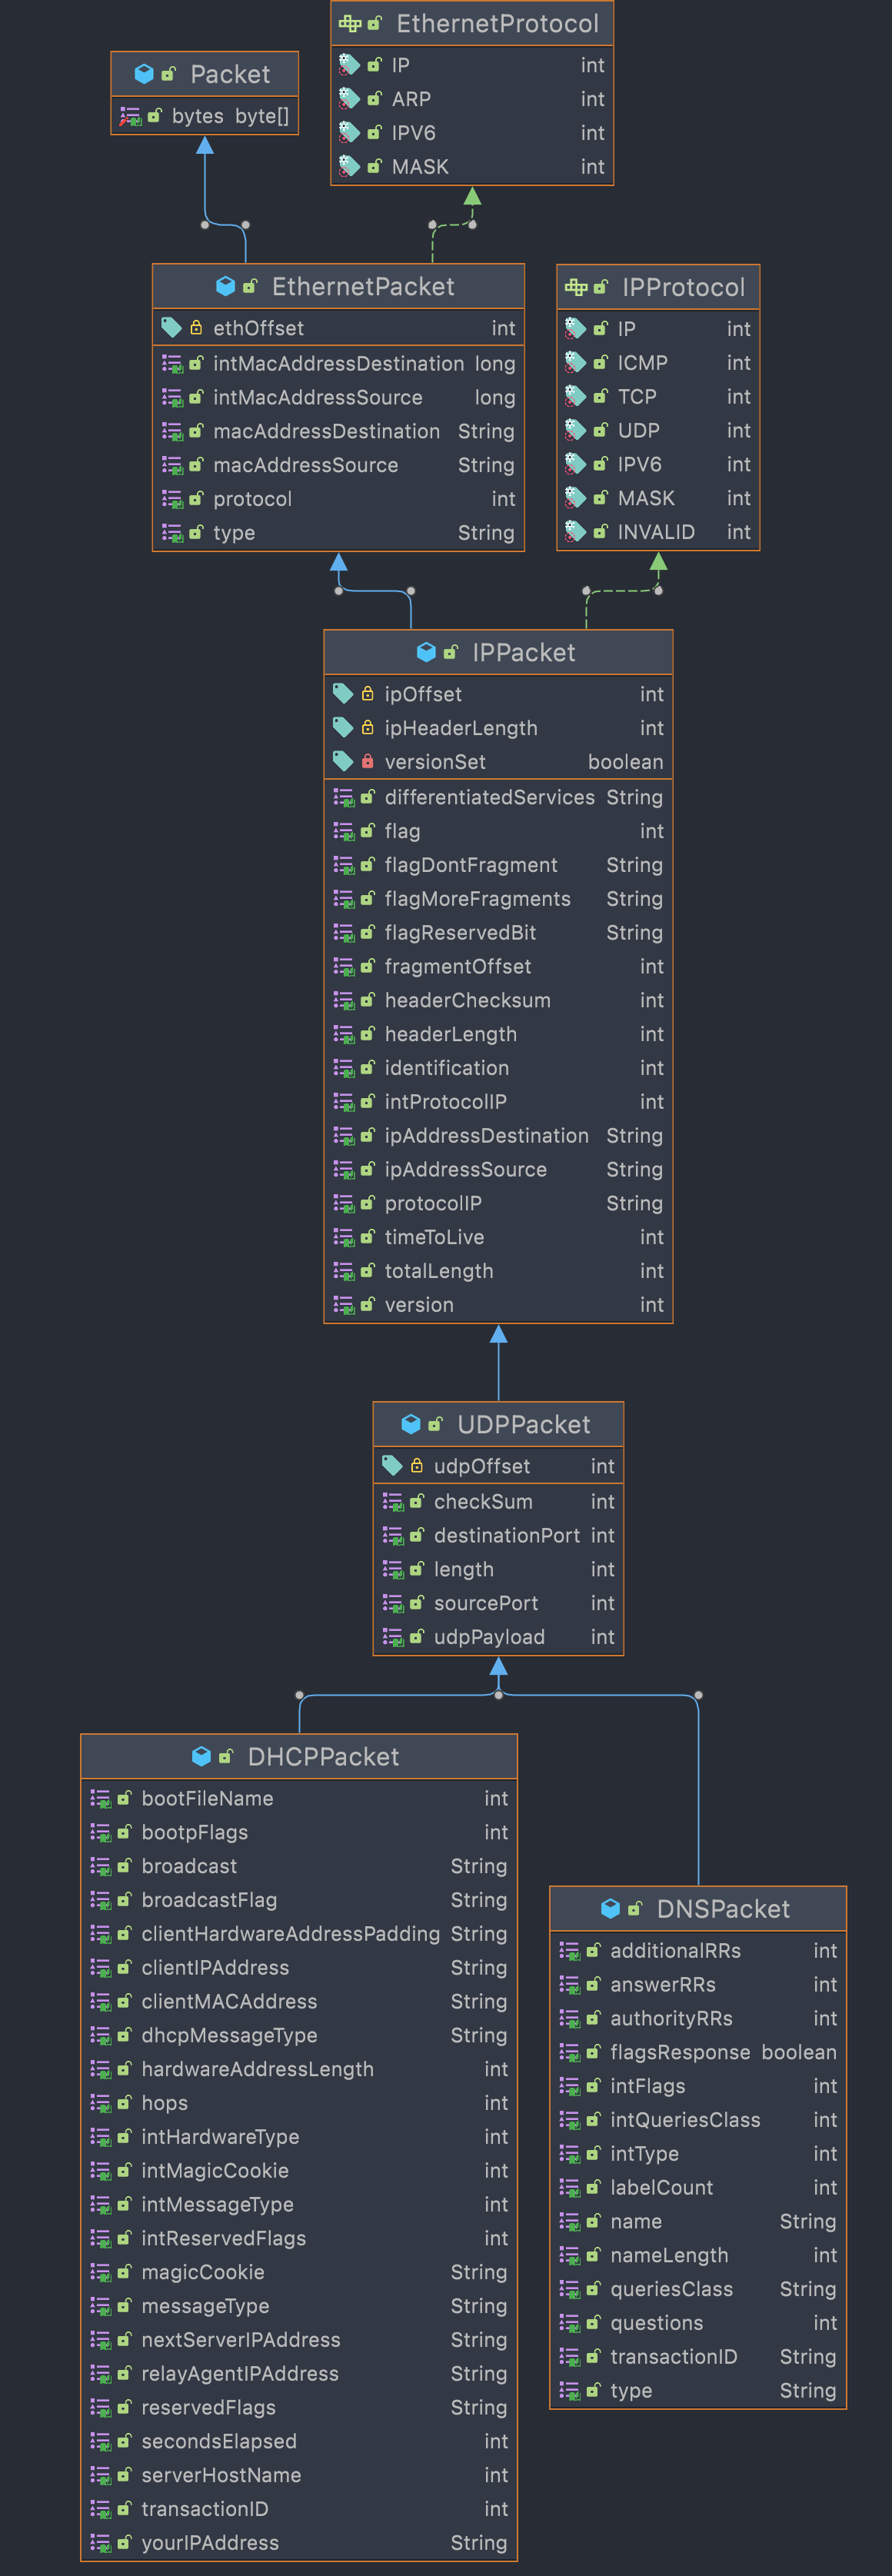 EthernetProtocol
IP int
ARP int
IPV6 int
MASK int
Packet
bytes byte[]
EthernetPacket
ethOffset int
intMacAddressDestination long
intMacAddressSource long
macAddressDestination String
macAddressSource String
protocol int
type String
IPProtocol
IP int
ICMP int
TCP int
UDP int
IPV6 int
MASK int
INVALID int
IPPacket
ipOffset int
ipHeaderLength int
versionSet boolean
differentiatedServices String
flag int
flagDontFragment String
flagMoreFragments String
flagReservedBit String
fragmentOffset int
headerChecksum int
headerLength int
identification int
intProtocolIP int
ipAddressDestination String
ipAddressSource String
protocolIP String
timeToLive int
totalLength int
version int
UDPPacket
udpOffset int
checkSum int
destinationPort int
length int
sourcePort int
udpPayload int
DHCPPacket
bootFileName int
bootpFlags int
broadcast String
broadcastFlag String
clientHardwareAddressPadding String
clientIPAddress String
clientMACAddress String
dhcpMessageType String
hardwareAddressLength int
hops int
intHardwareType int
intMagicCookie int
intMessageType int
intReservedFlags int
magicCookie String
messageType String
nextServerIPAddress String
relayAgentIPAddress String
reservedFlags String
secondsElapsed int
serverHostName int
transactionID int
yourIPAddress String
DNSPacket
additionalRRs int
answerRRs int
authorityRRs int
flagsResponse boolean
intFlags int
intQueriesClass int
intType int
labelCount int
name String
nameLength int
queriesClass String
questions int
transactionID String
type String